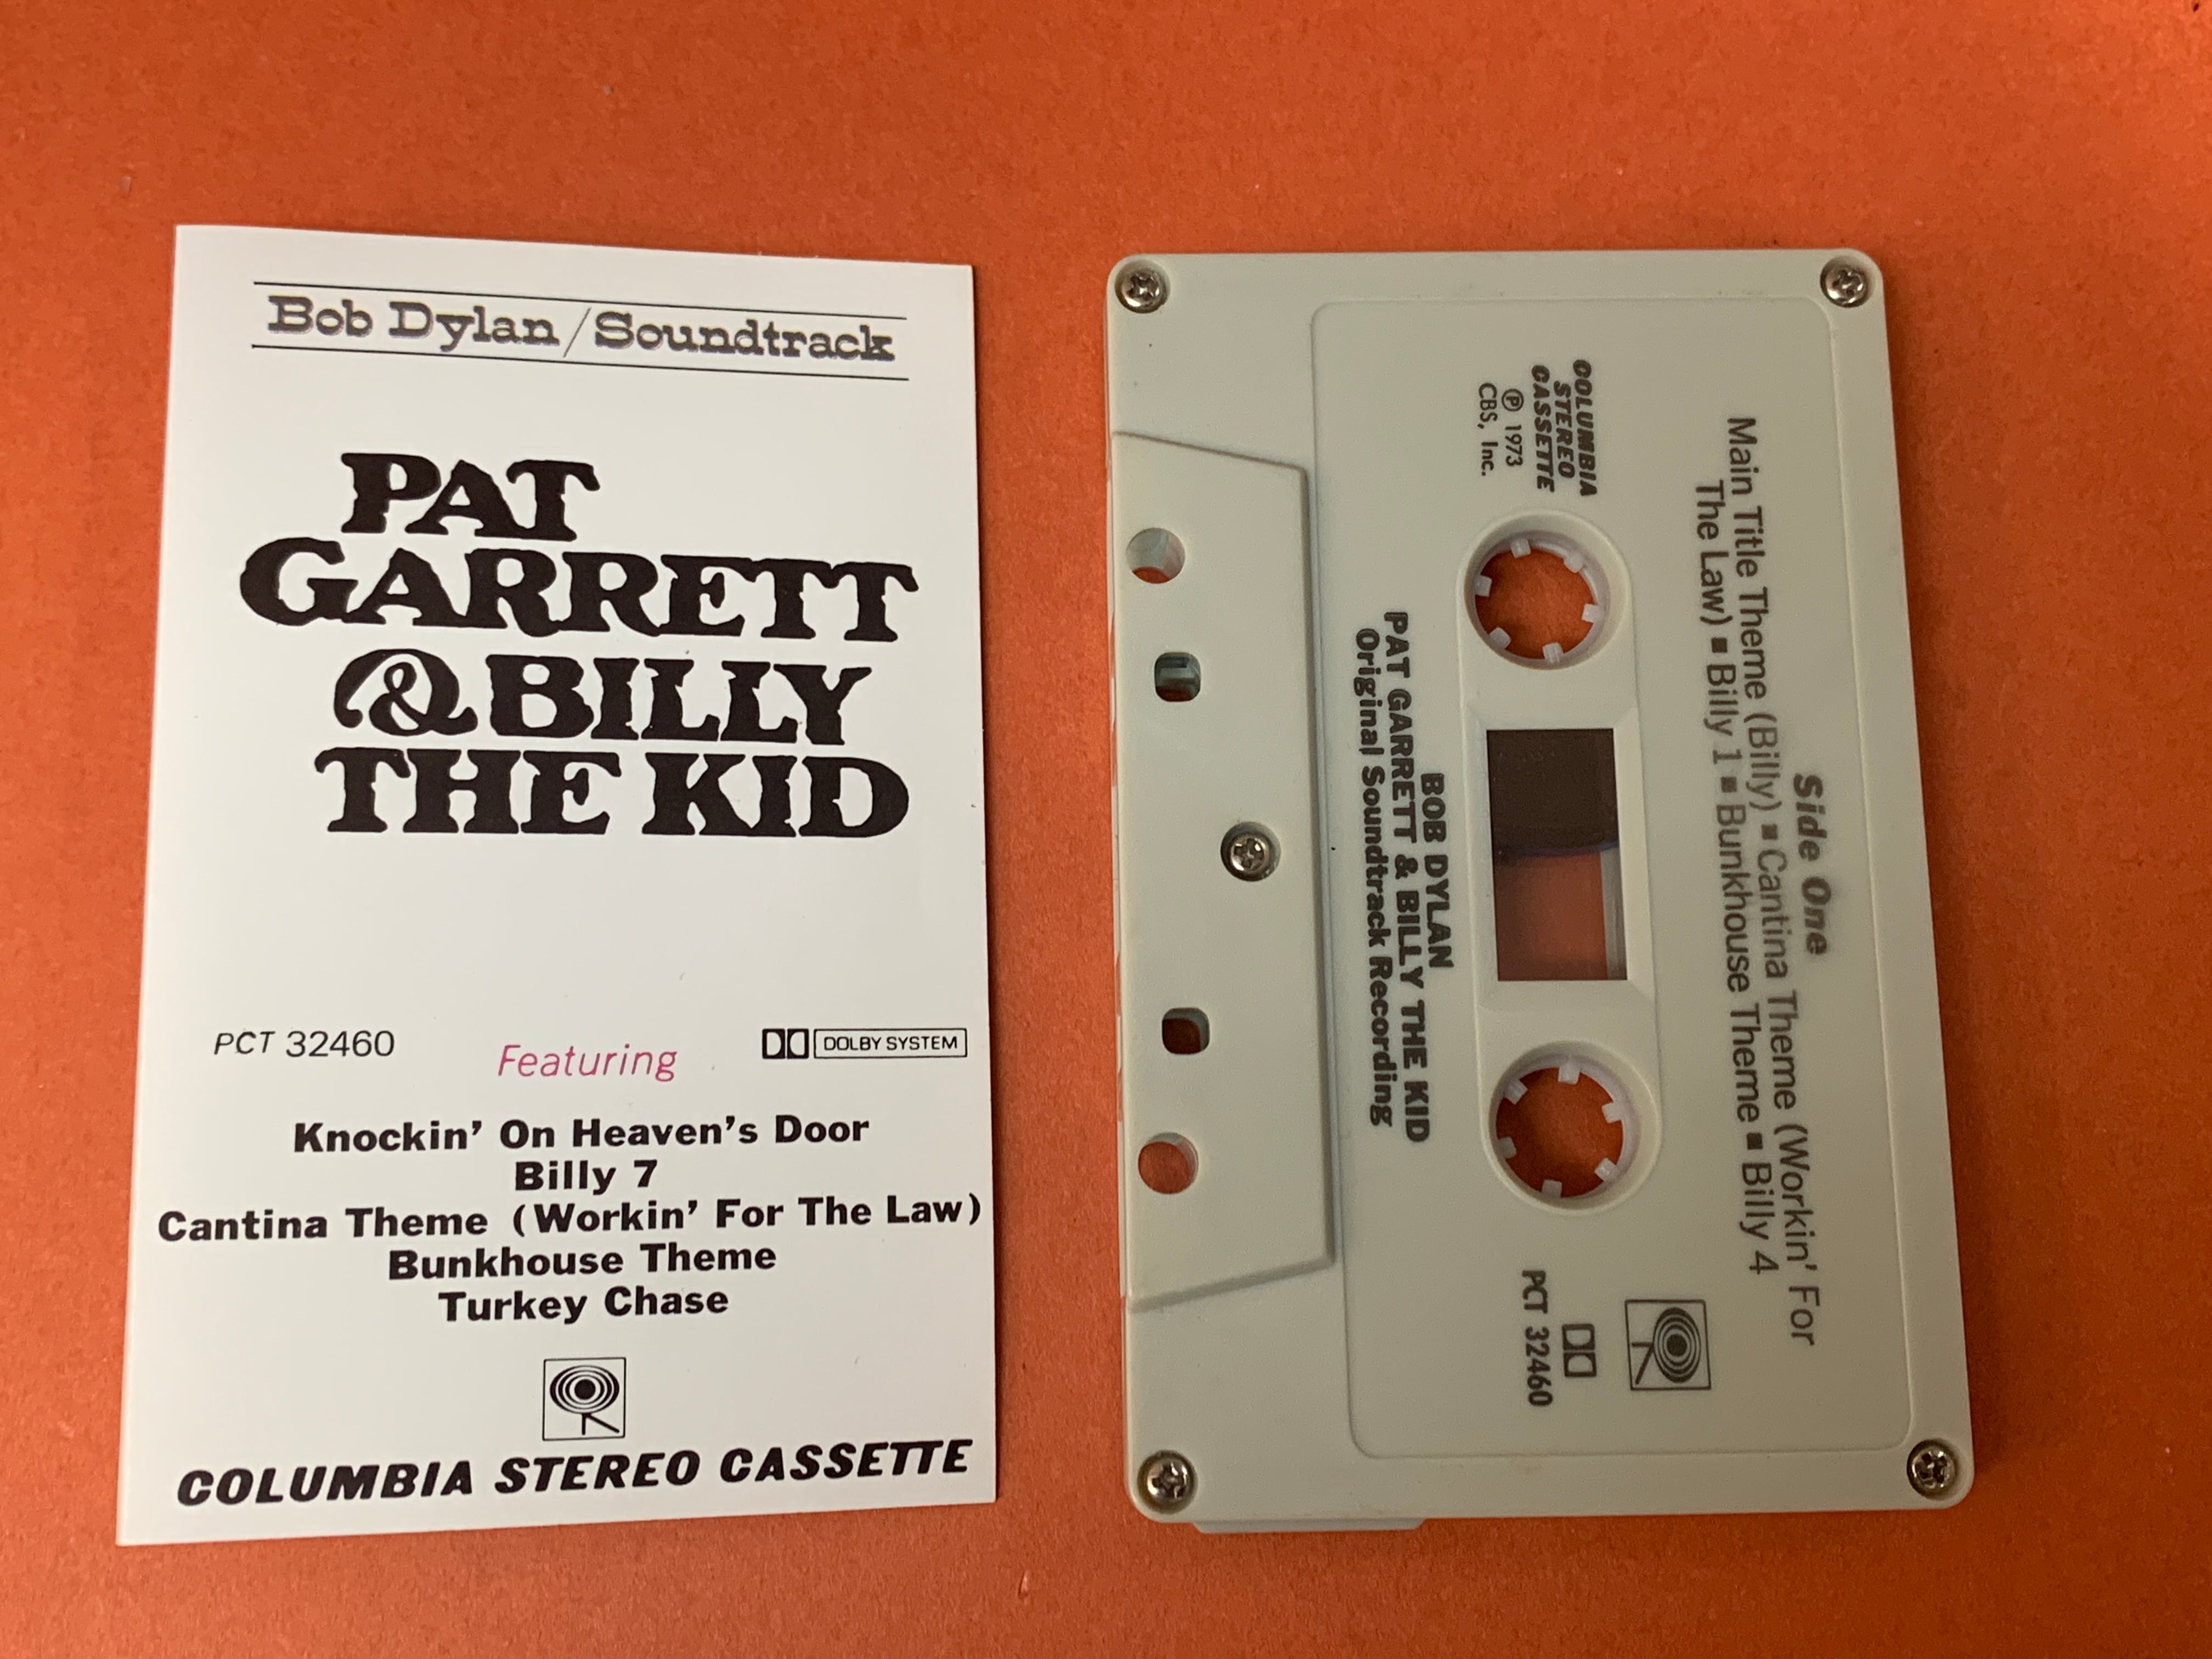 Bob Dylan/Soundtrack
PAT
GARRETT
& BILLY
THE KID
PCT 32460
Featuring
DOLBY SYSTEM
Knockin' On Heaven's Door
Billy 7
Cantina Theme (Workin' For The Law)
Bunkhouse Theme
Turkey Chase
COLUMBIA STEREO CASSETTE
Side One
Main Title Theme (Billy) ■ Cantina Theme (Workin' For
The Law) ■ Billy 1 ■ Bunkhouse Theme ■ Billy 4
COLUMBIA
STEREO
CASSETTE
℗ 1973
CBS, Inc.
PCT 32460
BOB DYLAN
PAT GARRETT & BILLY THE KID
Original Soundtrack Recording